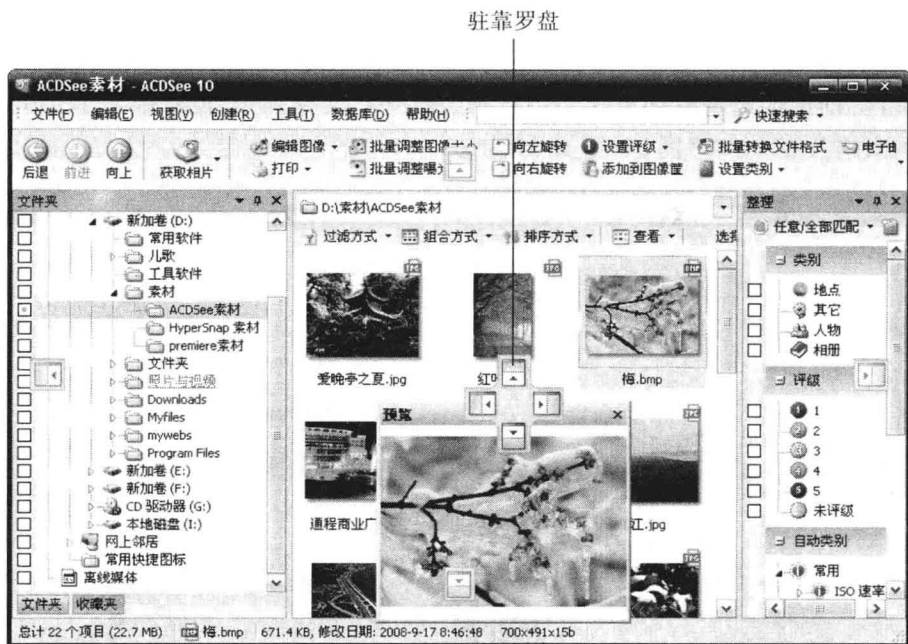 驻靠罗盘
ACDSee素材 - ACDSee 10
文件(F) 编辑(E) 视图(V) 创建(R) 工具(T) 数据库(D) 帮助(H) 快速搜索
编辑图像 批量调整图像大小 向左旋转 设置评级 批量转换文件格式 电子邮
后退 前进 向上 获取相片
打印 批量调整曝光 向右旋转 添加到图像筐 设置类别
文件夹
新加卷 (D:)
常用软件
儿歌
工具软件
素材
ACDSee素材
HyperSnap 素材
premiere素材
文件夹
照片与视频
Downloads
Myfiles
mywebs
Program Files
新加卷 (E:)
新加卷 (F:)
CD 驱动器 (G:)
本地磁盘 (I:)
网上邻居
常用快捷图标
离线媒体
文件夹 收藏夹
D:\素材\ACDSee素材
过滤方式 组合方式 排序方式 查看 选择
JPG
JPG
BMP
爱晚亭之夏.jpg
红叶
梅.bmp
预览
通程商业广
江.jpg
整理
任意/全部匹配
类别
地点
其它
人物
相册
评级
1
2
3
4
5
未评级
自动类别
常用
ISO 速率
总计 22 个项目 (22.7 MB) 梅.bmp 671.4 KB, 修改日期: 2008-9-17 8:46:48 700x491x15b